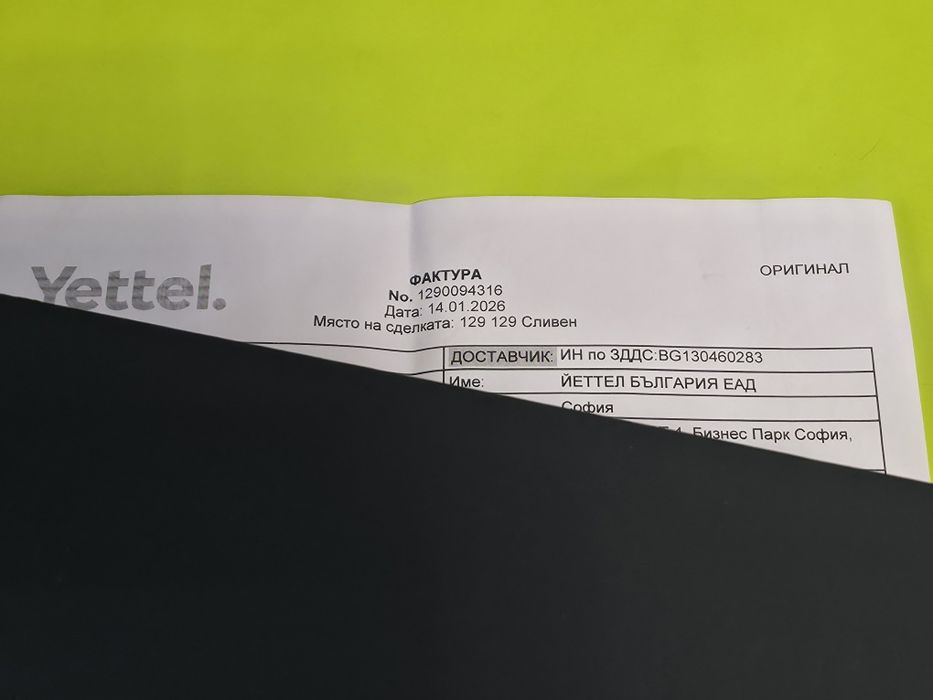 Yettel.
ФАКТУРА
No. 1290094316
Дата: 14.01.2026
Място на сделката: 129 129 Сливен
ОРИГИНАЛ
ДОСТАВЧИК: ИН по ЗДДС:BG130460283
Име: ЙЕТТЕЛ БЪЛГАРИЯ ЕАД
София
Бизнес Парк София,